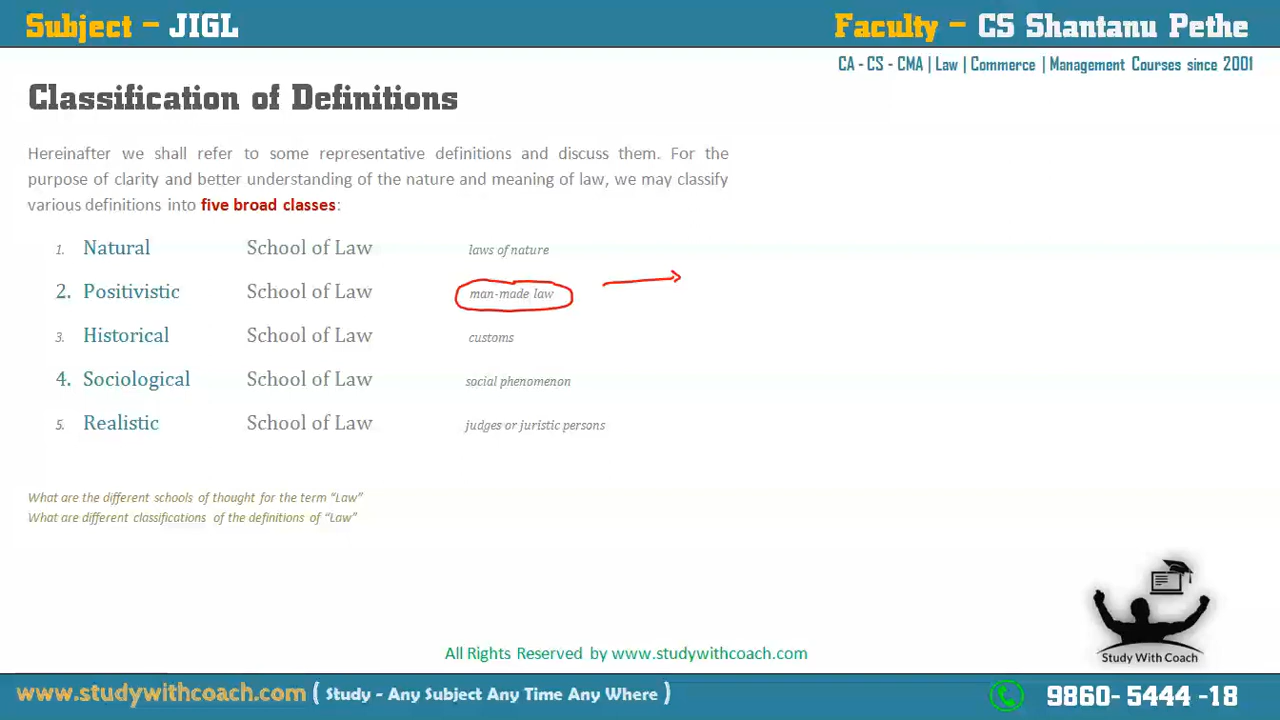 Subject – JIGL
Faculty – CS Shantanu Pethe
CA - CS - CMA | Law | Commerce | Management Courses since 2001
Classification of Definitions
Hereinafter we shall refer to some representative definitions and discuss them. For the
purpose of clarity and better understanding of the nature and meaning of law, we may classify
various definitions into five broad classes:
1. Natural School of Law laws of nature
2. Positivistic School of Law man-made law
3. Historical School of Law customs
4. Sociological School of Law social phenomenon
5. Realistic School of Law judges or juristic persons
What are the different schools of thought for the term “Law”
What are different classifications of the definitions of “Law”
Study With Coach
All Rights Reserved by www.studywithcoach.com
www.studywithcoach.com ( Study - Any Subject Any Time Any Where )
9860- 5444 -18